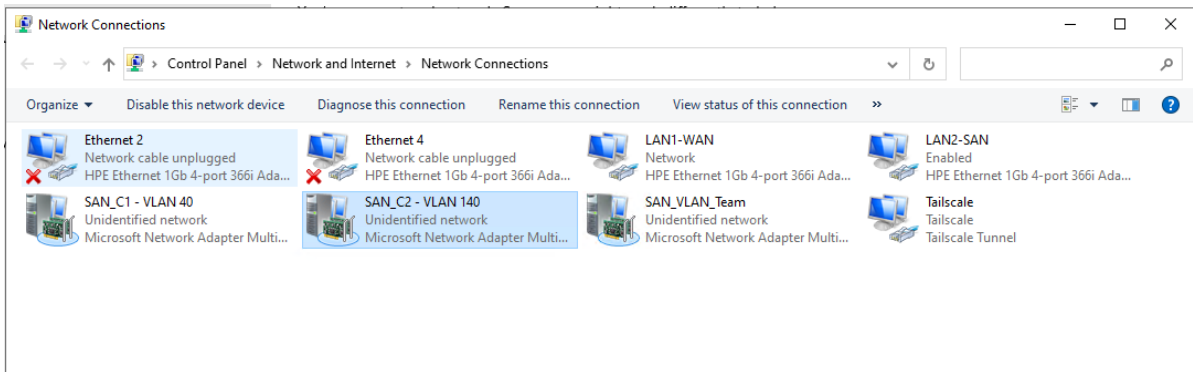 Network Connections
Control Panel > Network and Internet > Network Connections
Organize Disable this network device Diagnose this connection Rename this connection View status of this connection »
Ethernet 2
Network cable unplugged
HPE Ethernet 1Gb 4-port 366i Ada...
Ethernet 4
Network cable unplugged
HPE Ethernet 1Gb 4-port 366i Ada...
LAN1-WAN
Network
HPE Ethernet 1Gb 4-port 366i Ada...
LAN2-SAN
Enabled
HPE Ethernet 1Gb 4-port 366i Ada...
SAN_C1 - VLAN 40
Unidentified network
Microsoft Network Adapter Multi...
SAN_C2 - VLAN 140
Unidentified network
Microsoft Network Adapter Multi...
SAN_VLAN_Team
Unidentified network
Microsoft Network Adapter Multi...
Tailscale
Tailscale
Tailscale Tunnel